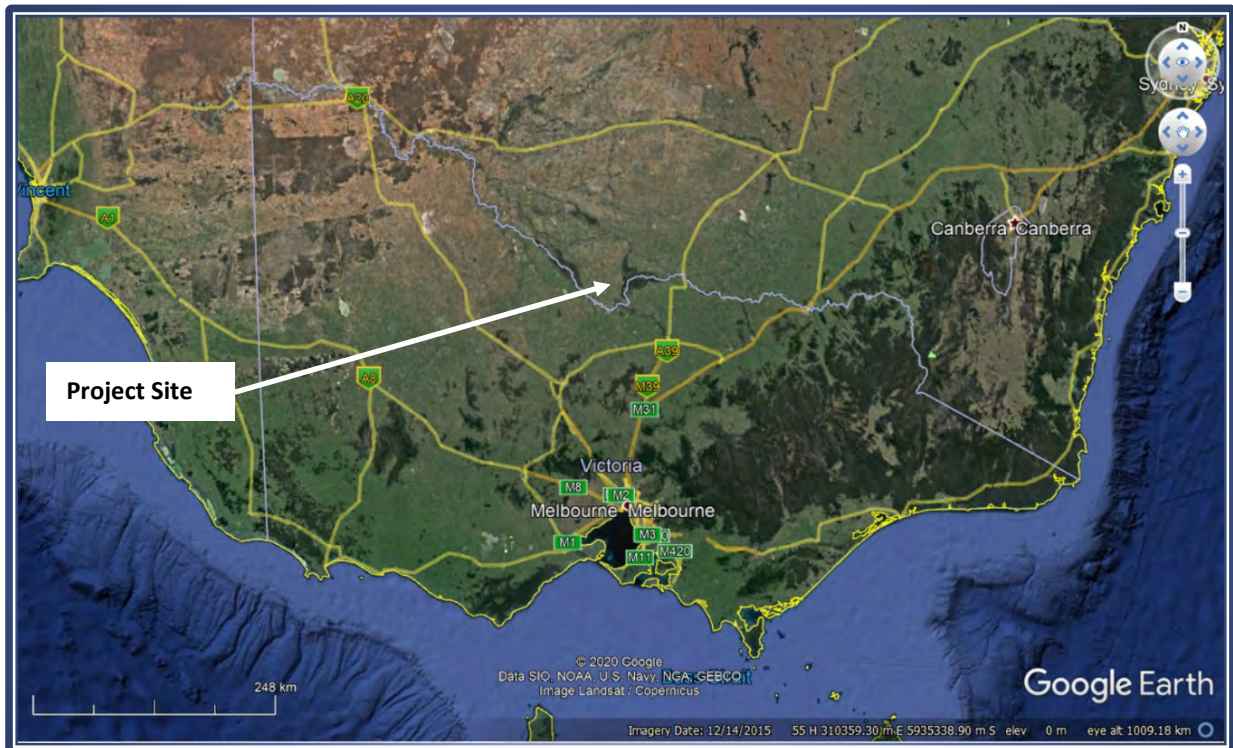 N
Sydney Sy
A20
Vincent
A1
Canberra Canberra
Project Site
A39
A8
M39
M31
Victoria
M8
M2
Melbourne Melbourne
M1
M3
0
M11
M420
© 2020 Google
Data SIO, NOAA, U.S. Navy, NGA, GEBCO
Image Landsat / Copernicus
248 km
Google Earth
Imagery Date: 12/14/2015 55 H 310359.30 m E 5935338.90 m S elev 0 m eye alt 1009.18 km